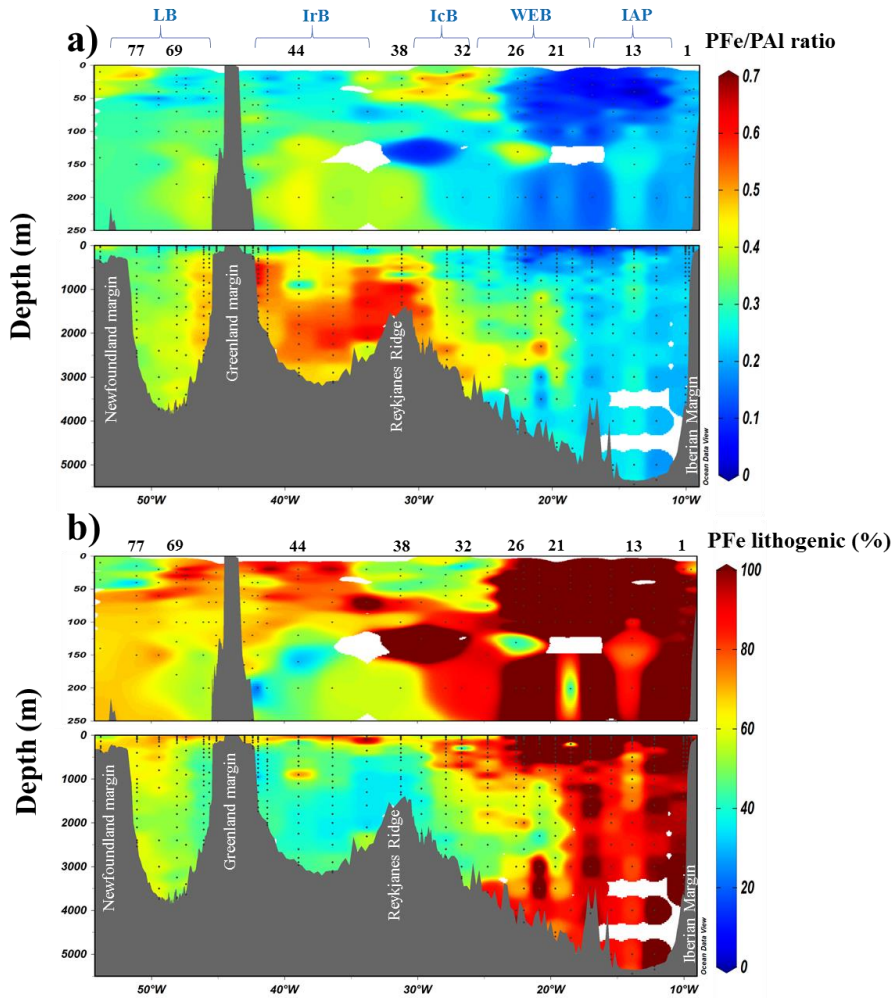 LB IrB IcB WEB IAP
a) 77 69 44 38 32 26 21 13 1 PFe/PAl ratio
0
50
100
150
200
250
0
1000
2000
3000
4000
5000
Depth (m)
Newfoundland margin
Greenland margin
Reykjanes Ridge
Iberian Margin
Ocean Data View
50°W 40°W 30°W 20°W 10°W
0.7
0.6
0.5
0.4
0.3
0.2
0.1
0
b) 77 69 44 38 32 26 21 13 1 PFe lithogenic (%)
0
50
100
150
200
250
0
1000
2000
3000
4000
5000
Depth (m)
Newfoundland margin
Greenland margin
Reykjanes Ridge
Iberian Margin
Ocean Data View
50°W 40°W 30°W 20°W 10°W
100
80
60
40
20
0